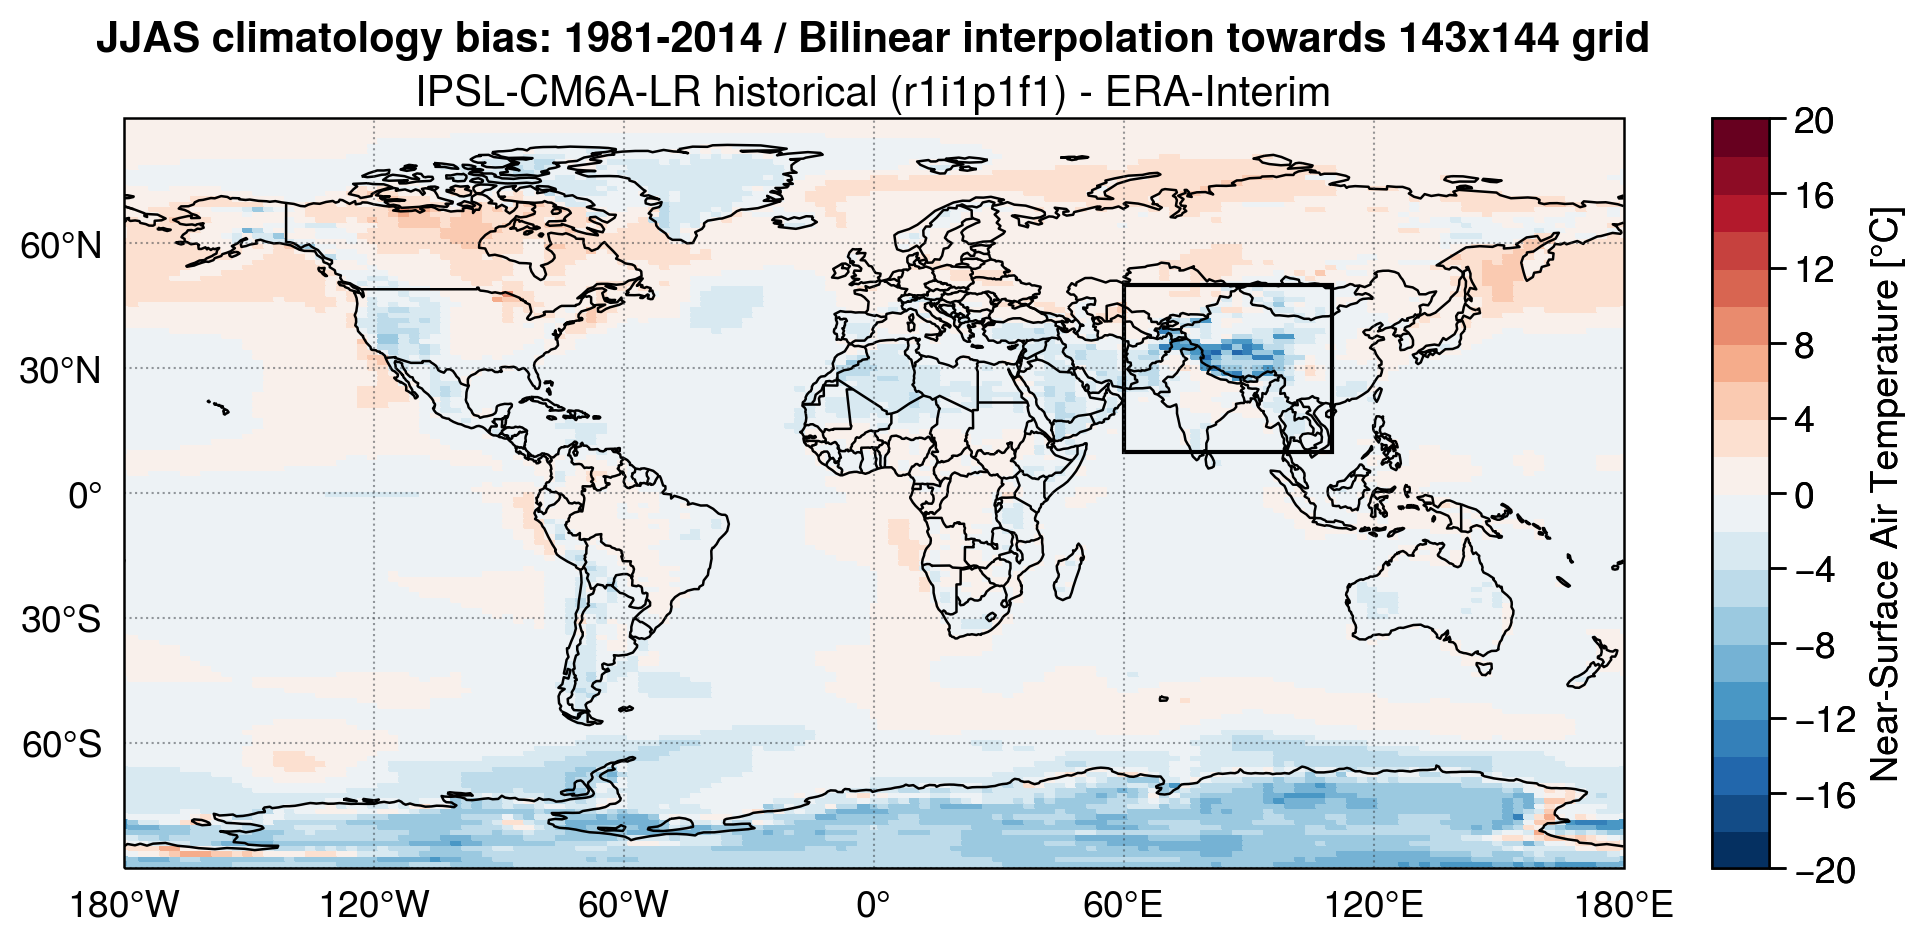 JJAS climatology bias: 1981-2014 / Bilinear interpolation towards 143x144 grid
IPSL-CM6A-LR historical (r1i1p1f1) - ERA-Interim
60°N
30°N
0°
30°S
60°S
180°W
120°W
60°W
0°
60°E
120°E
180°E
20
16
12
8
4
0
−4
−8
−12
−16
−20
Near-Surface Air Temperature [°C]